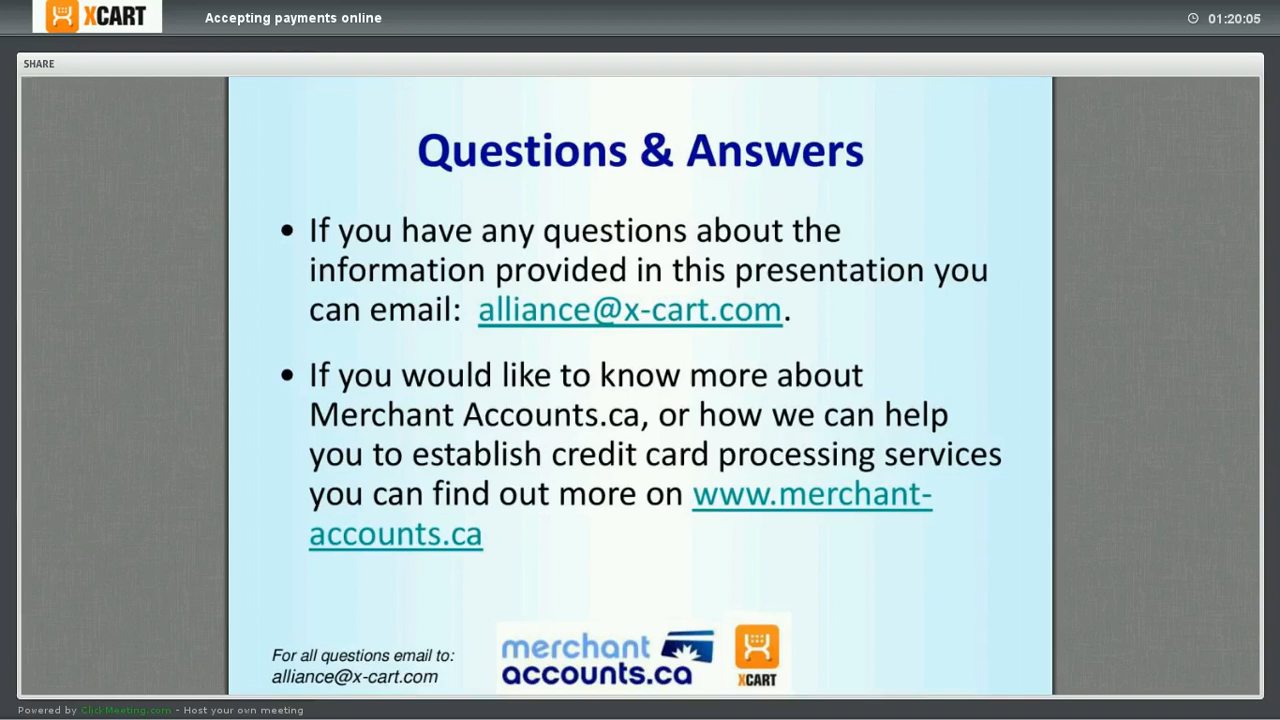 XCART
Accepting payments online
01:20:05
SHARE
Questions & Answers
• If you have any questions about the
information provided in this presentation you
can email: alliance@x-cart.com.
• If you would like to know more about
Merchant Accounts.ca, or how we can help
you to establish credit card processing services
you can find out more on www.merchant-
accounts.ca
For all questions email to:
alliance@x-cart.com
merchant
accounts.ca
XCART
Powered by ClickMeeting.com - Host your own meeting